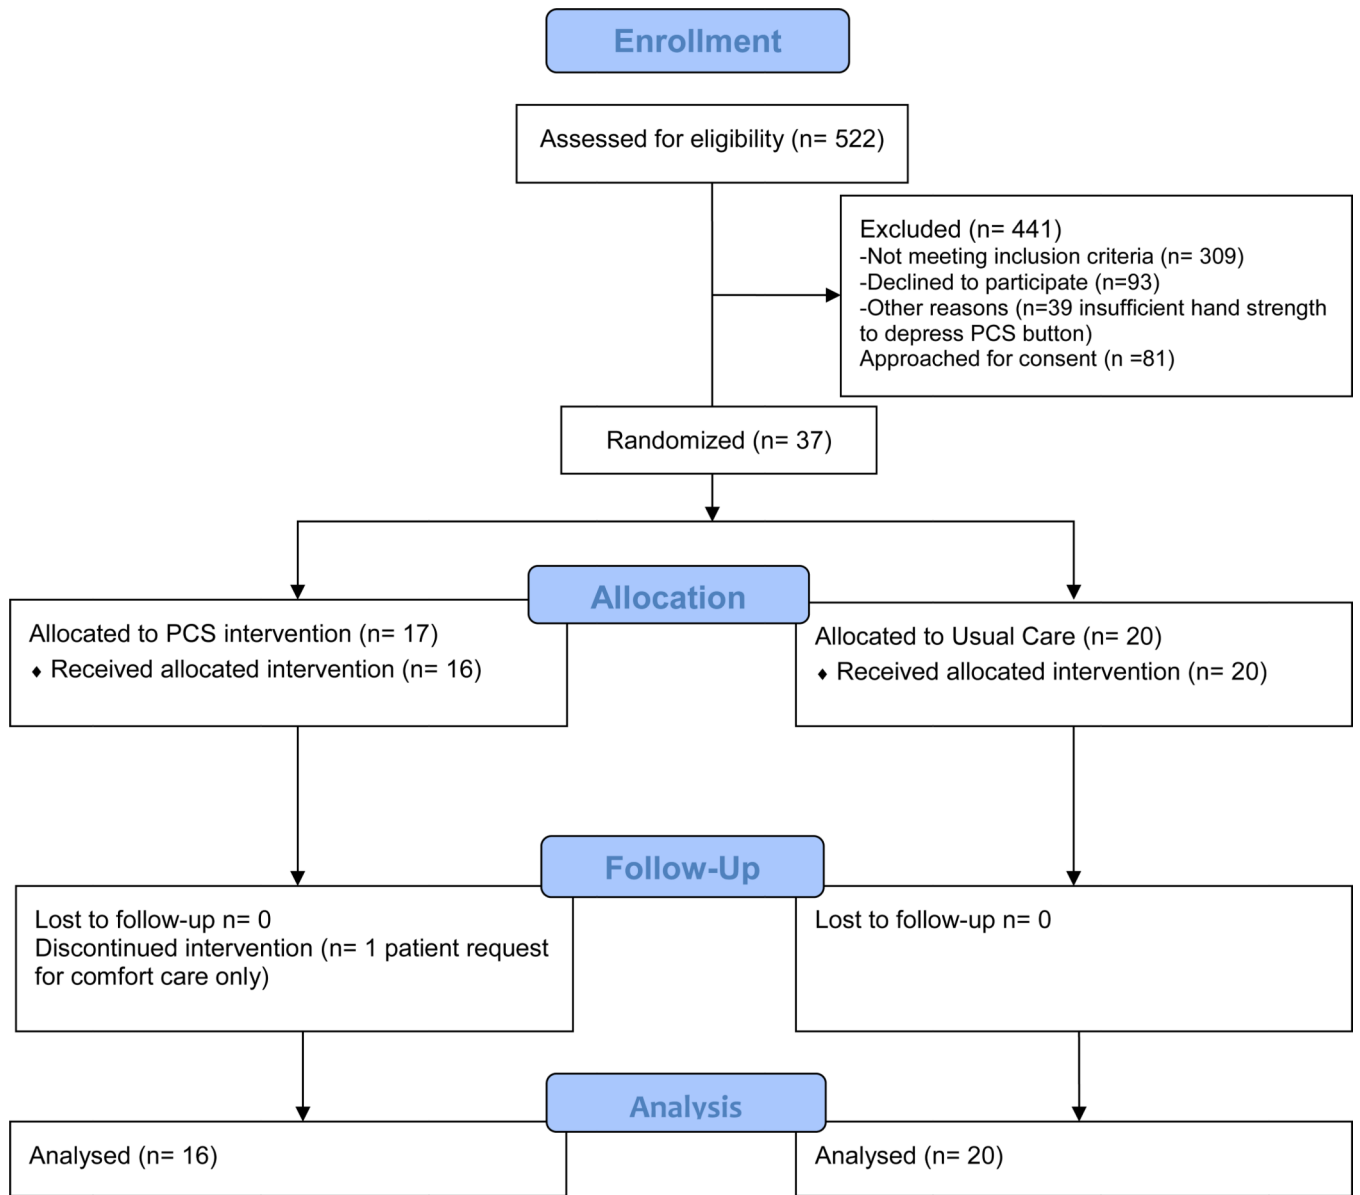 Enrollment
Assessed for eligibility (n= 522)
Excluded (n= 441)
-Not meeting inclusion criteria (n= 309)
-Declined to participate (n=93)
-Other reasons (n=39 insufficient hand strength
to depress PCS button)
Approached for consent (n =81)
Randomized (n= 37)
Allocation
Allocated to PCS intervention (n= 17)
♦ Received allocated intervention (n= 16)
Allocated to Usual Care (n= 20)
♦ Received allocated intervention (n= 20)
Follow-Up
Lost to follow-up n= 0
Discontinued intervention (n= 1 patient request
for comfort care only)
Lost to follow-up n= 0
Analysis
Analysed (n= 16)
Analysed (n= 20)